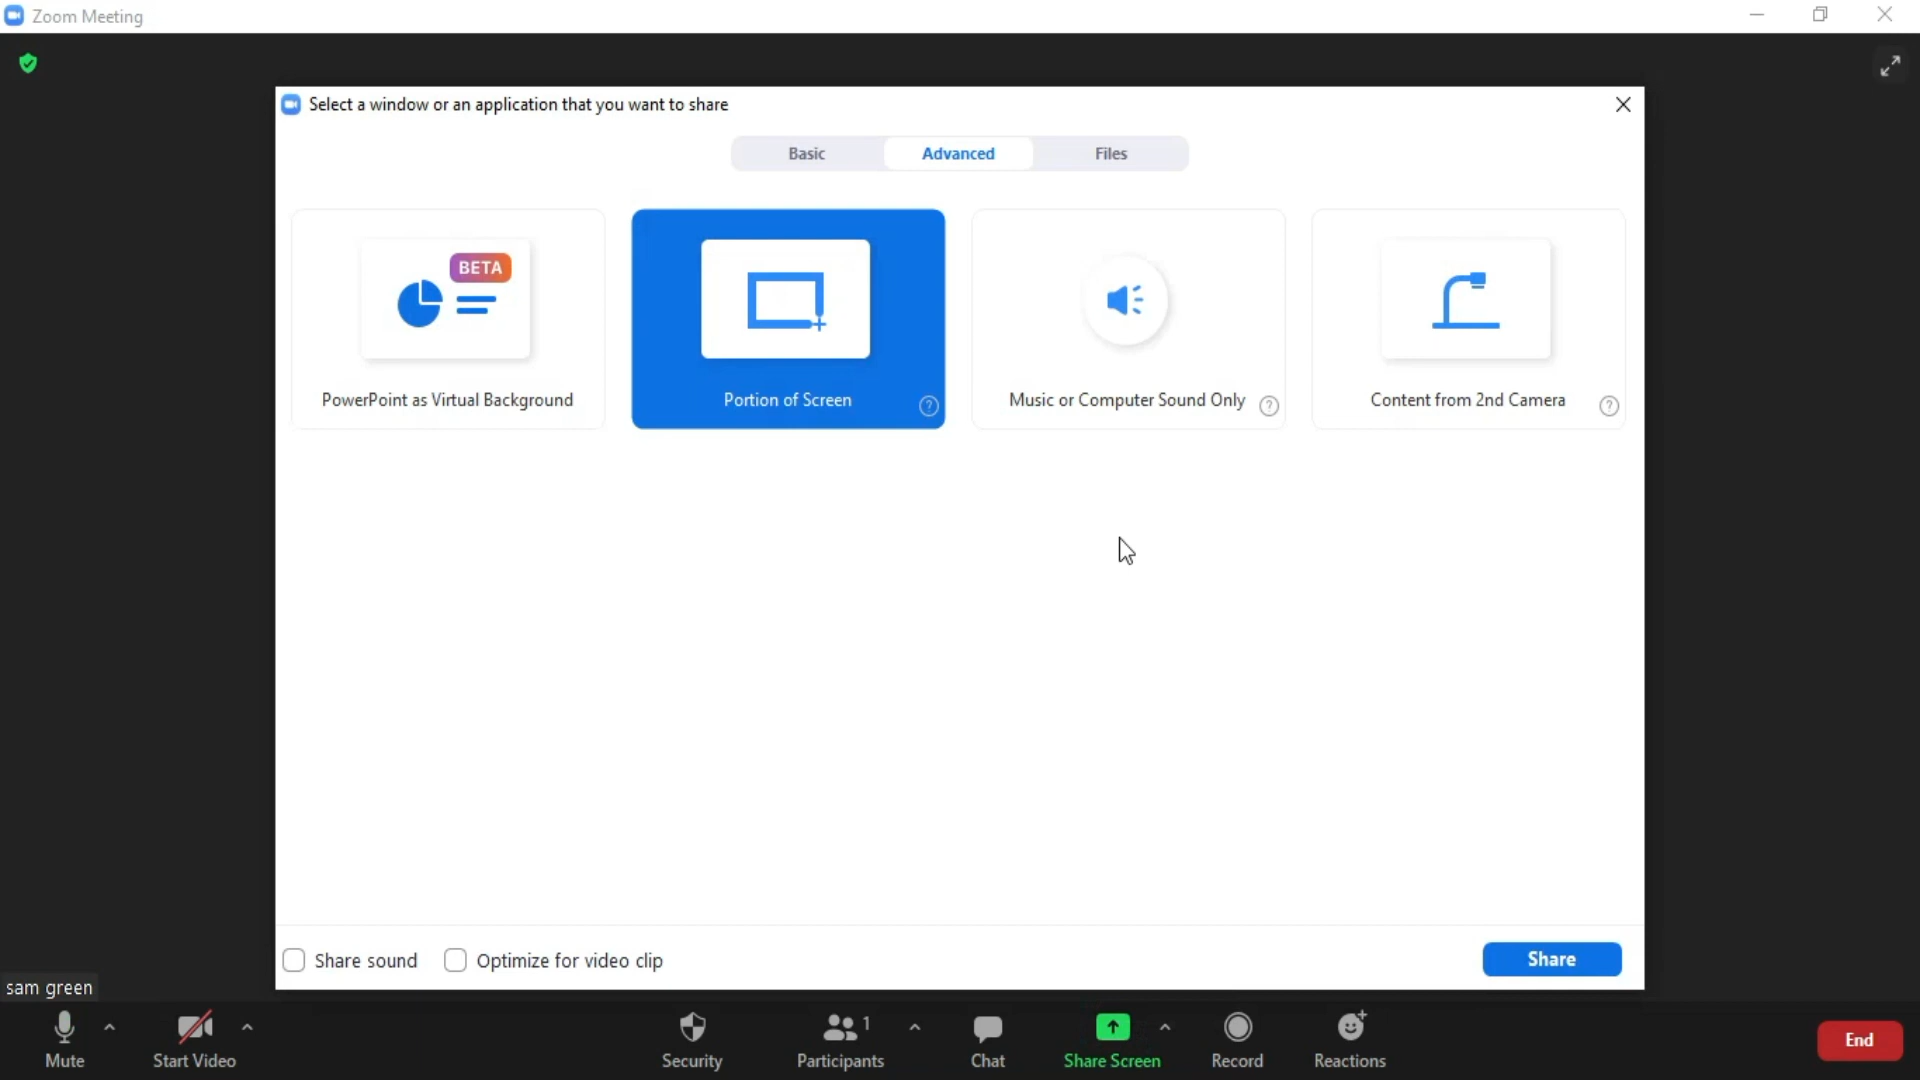 Zoom Meeting
Select a window or an application that you want to share
Basic
Advanced
Files
BETA
PowerPoint as Virtual Background
Portion of Screen
?
Music or Computer Sound Only
?
Content from 2nd Camera
?
Share sound
Optimize for video clip
Share
sam green
Mute
Start Video
Security
1
Participants
Chat
Share Screen
Record
Reactions
End